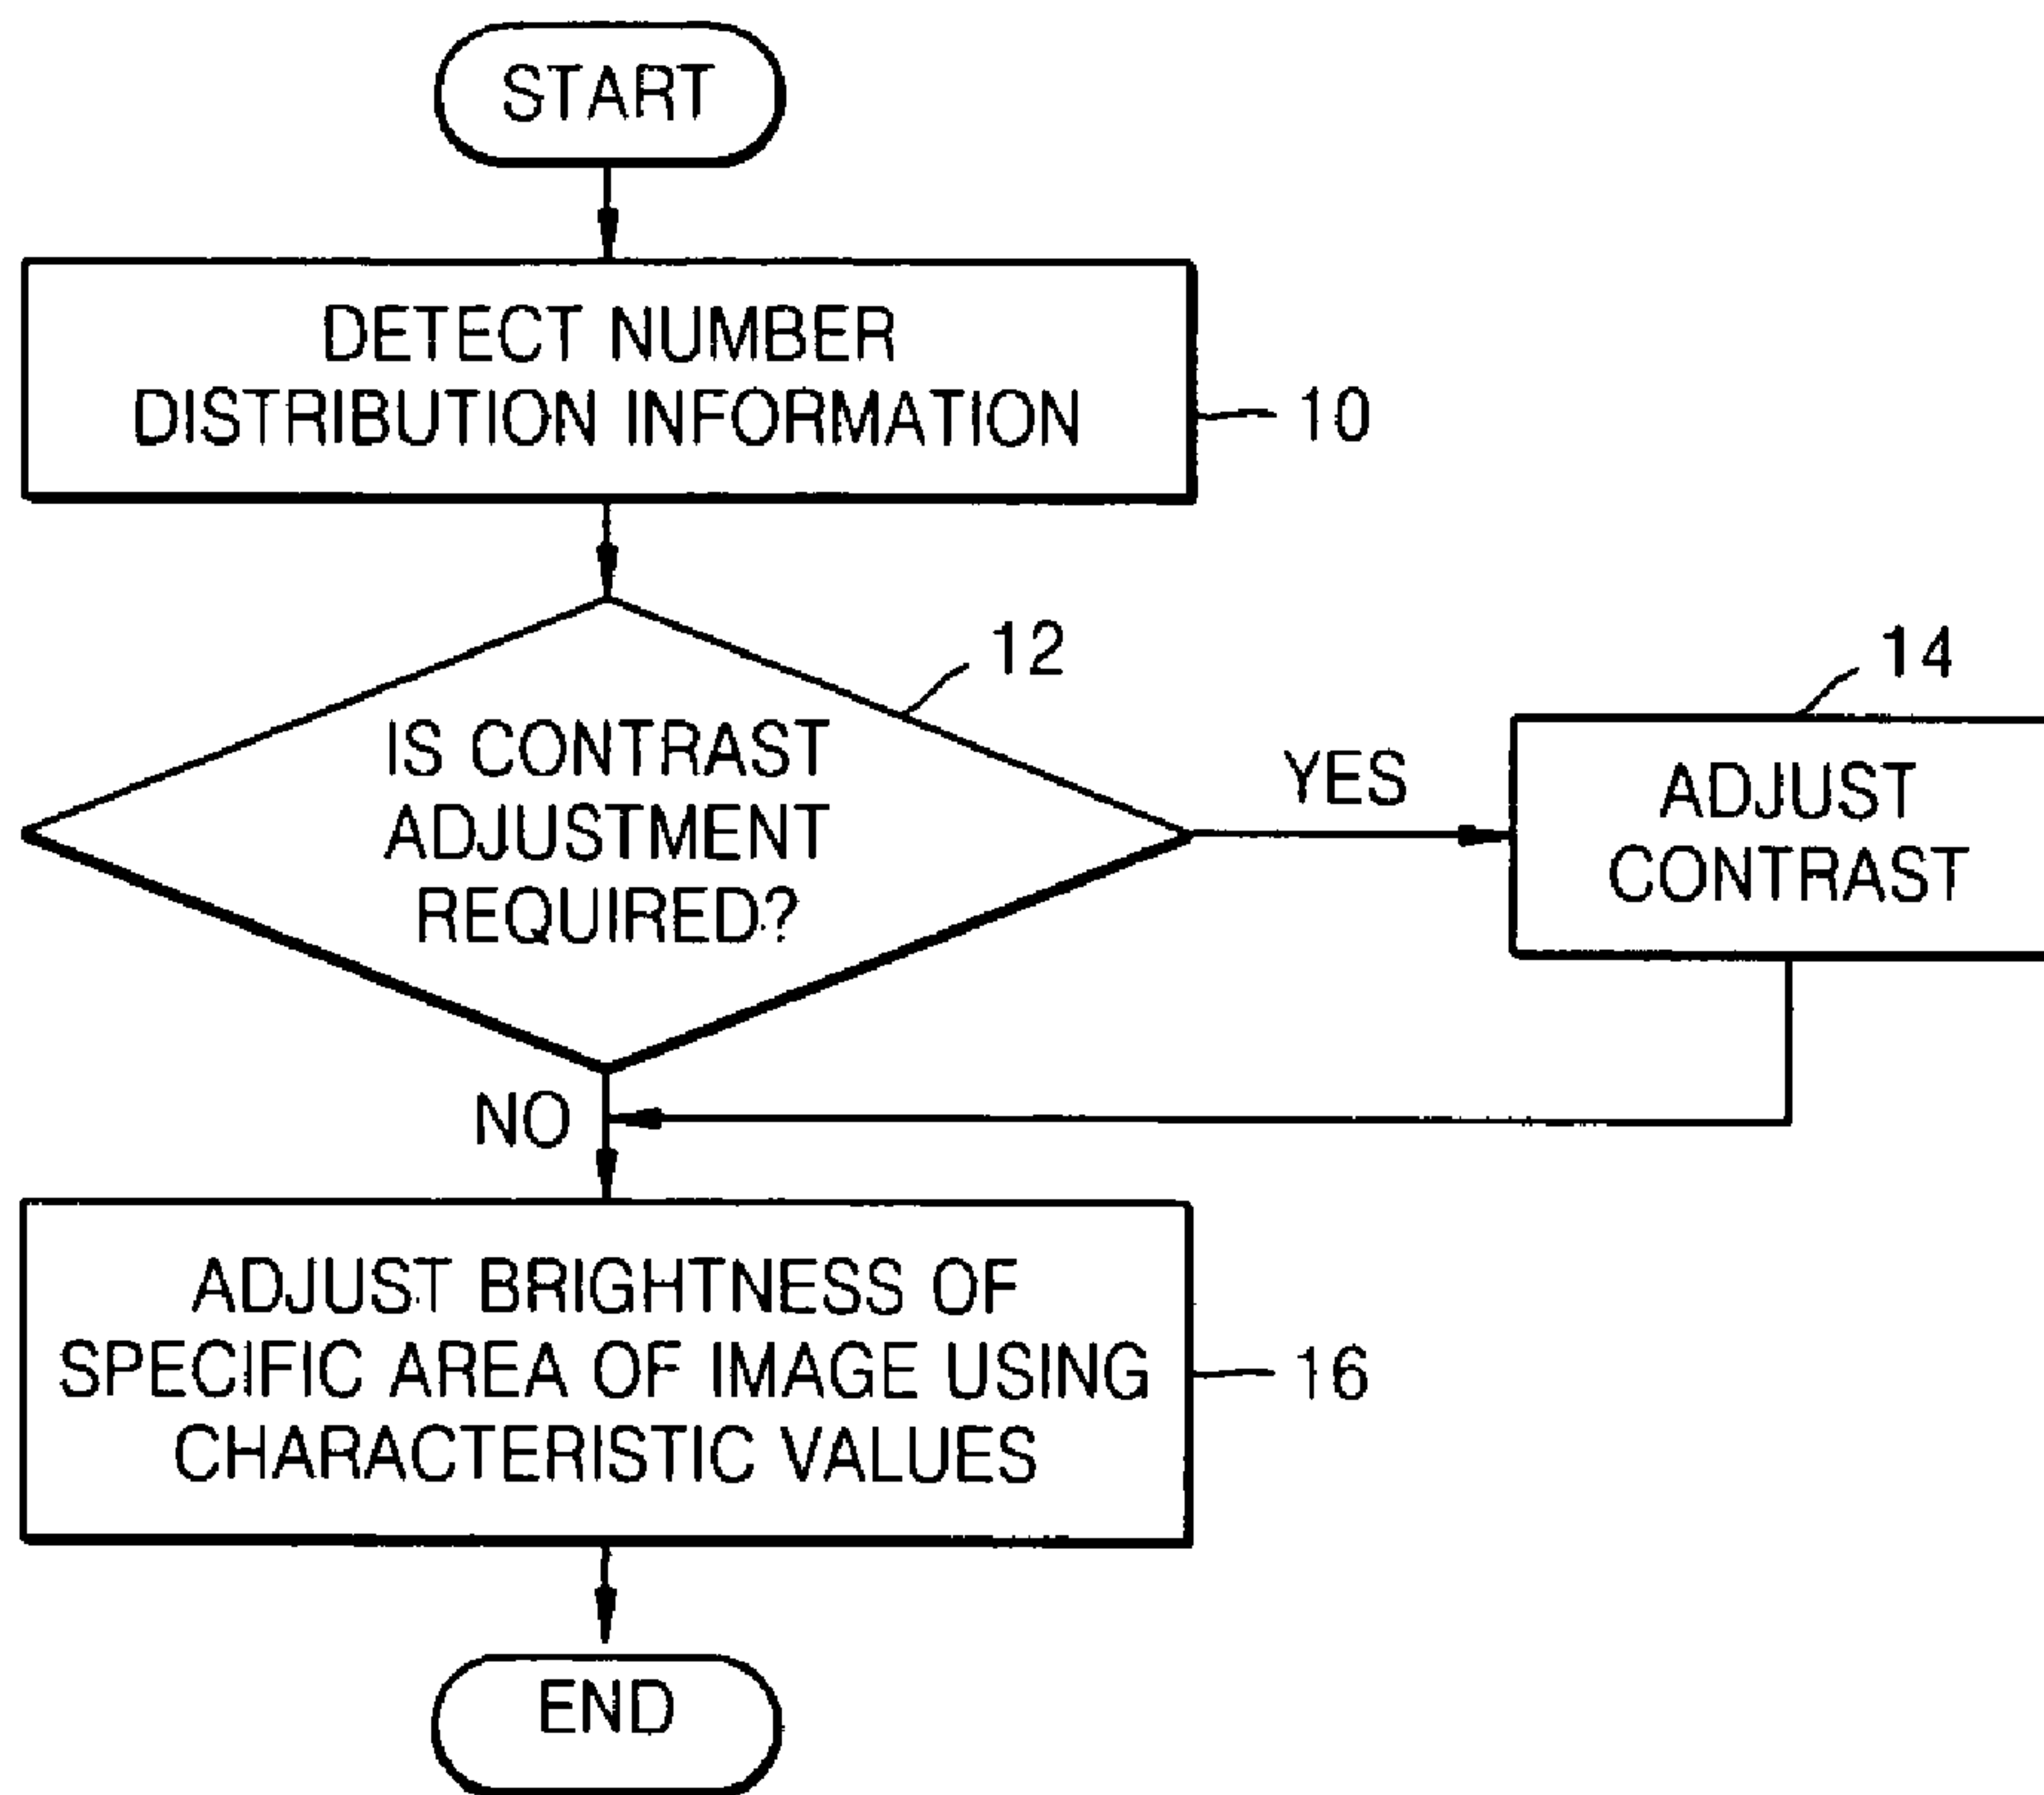 START
DETECT NUMBER
DISTRIBUTION INFORMATION
10
12
IS CONTRAST
ADJUSTMENT
REQUIRED?
YES
14
ADJUST
CONTRAST
NO
ADJUST BRIGHTNESS OF
SPECIFIC AREA OF IMAGE USING
CHARACTERISTIC VALUES
16
END